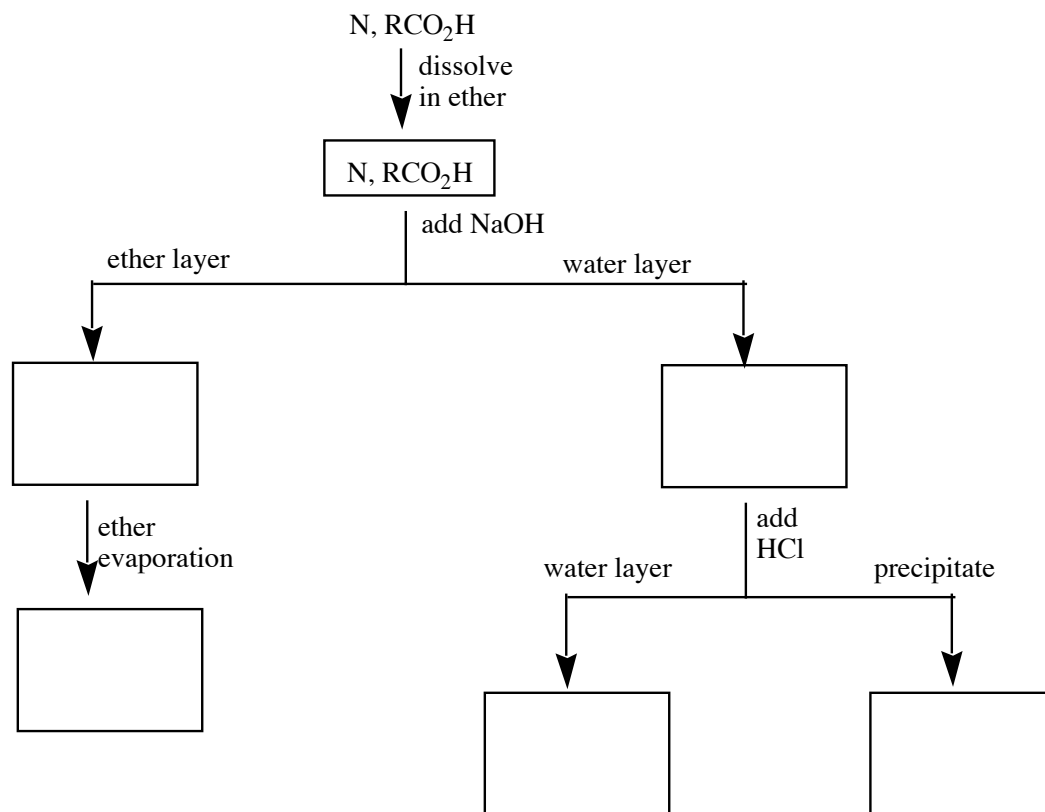 N, RCO₂H
dissolve
in ether
N, RCO₂H
add NaOH
ether layer
water layer
ether
evaporation
add
HCl
water layer
precipitate